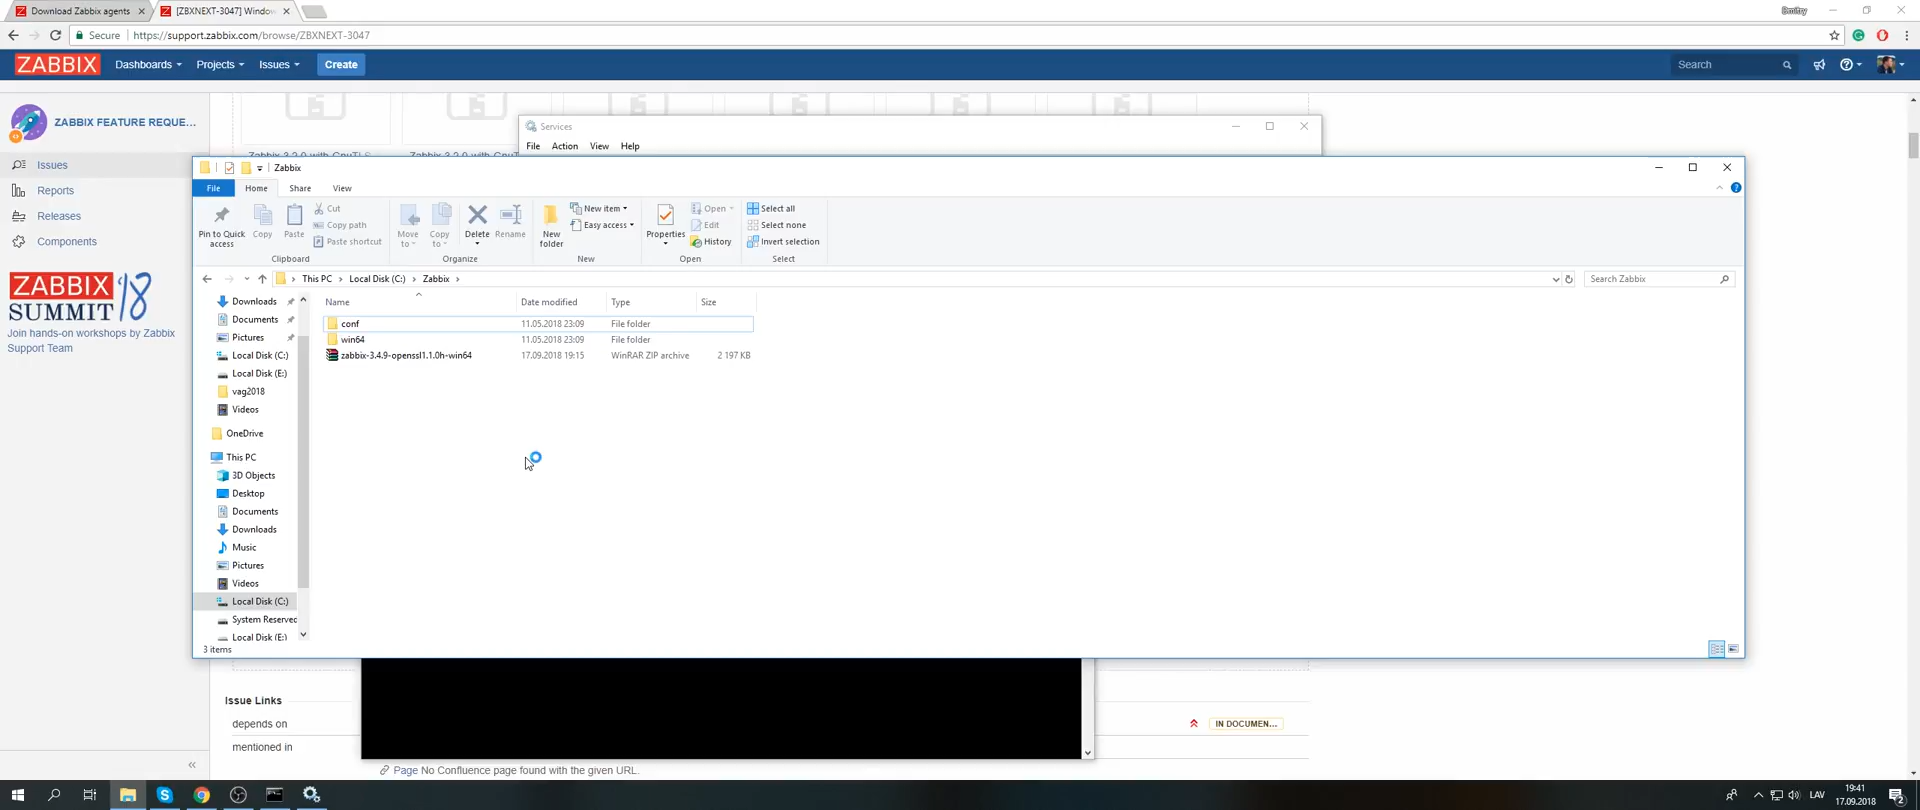 Download Zabbix agents
[ZBXNEXT-3047] Window
Dmitry
Secure
https://support.zabbix.com/browse/ZBXNEXT-3047
ZABBIX
Dashboards
Projects
Issues
Create
Search
ZABBIX FEATURE REQUE...
Issues
Reports
Releases
Components
ZABBIX '18
SUMMIT
Join hands-on workshops by Zabbix
Support Team
Services
File Action View Help
Zabbix
File Home Share View
Pin to Quick
access
Copy
Paste
Cut
Copy path
Paste shortcut
Clipboard
Move
to
Copy
to
Delete
Rename
Organize
New
folder
New item
Easy access
New
Properties
Open
Edit
History
Open
Select all
Select none
Invert selection
Select
This PC
Local Disk (C:)
Zabbix
Search Zabbix
Name Date modified Type Size
conf 11.05.2018 23:09 File folder
win64 11.05.2018 23:09 File folder
zabbix-3.4.9-openssl1.1.0h-win64 17.09.2018 19:15 WinRAR ZIP archive 2 197 KB
Downloads
Documents
Pictures
Local Disk (C:)
Local Disk (E:)
vag2018
Videos
OneDrive
This PC
3D Objects
Desktop
Documents
Downloads
Music
Pictures
Videos
Local Disk (C:)
System Reserved
Local Disk (E:)
3 items
Issue Links
depends on
IN DOCUMEN...
mentioned in
Page No Confluence page found with the given URL.
LAV
19:41
17.09.2018
2